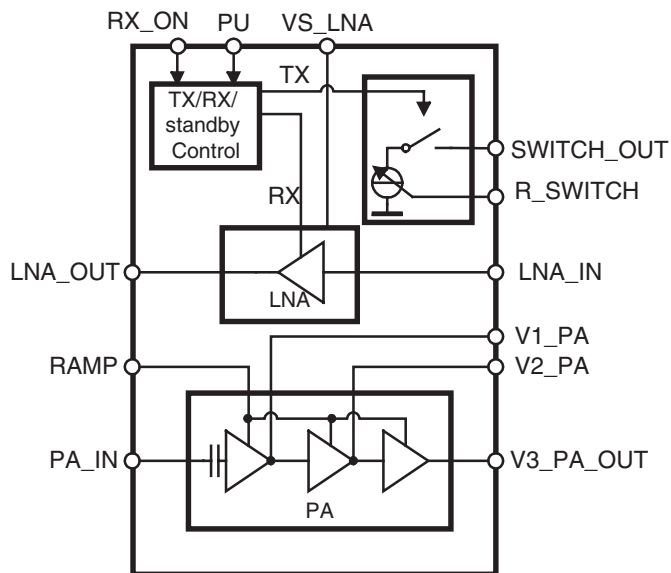 RX_ON PU VS_LNA
TX
TX/RX/
standby
Control
SWITCH_OUT
R_SWITCH
RX
LNA_OUT
LNA_IN
LNA
V1_PA
RAMP
V2_PA
PA_IN
V3_PA_OUT
PA